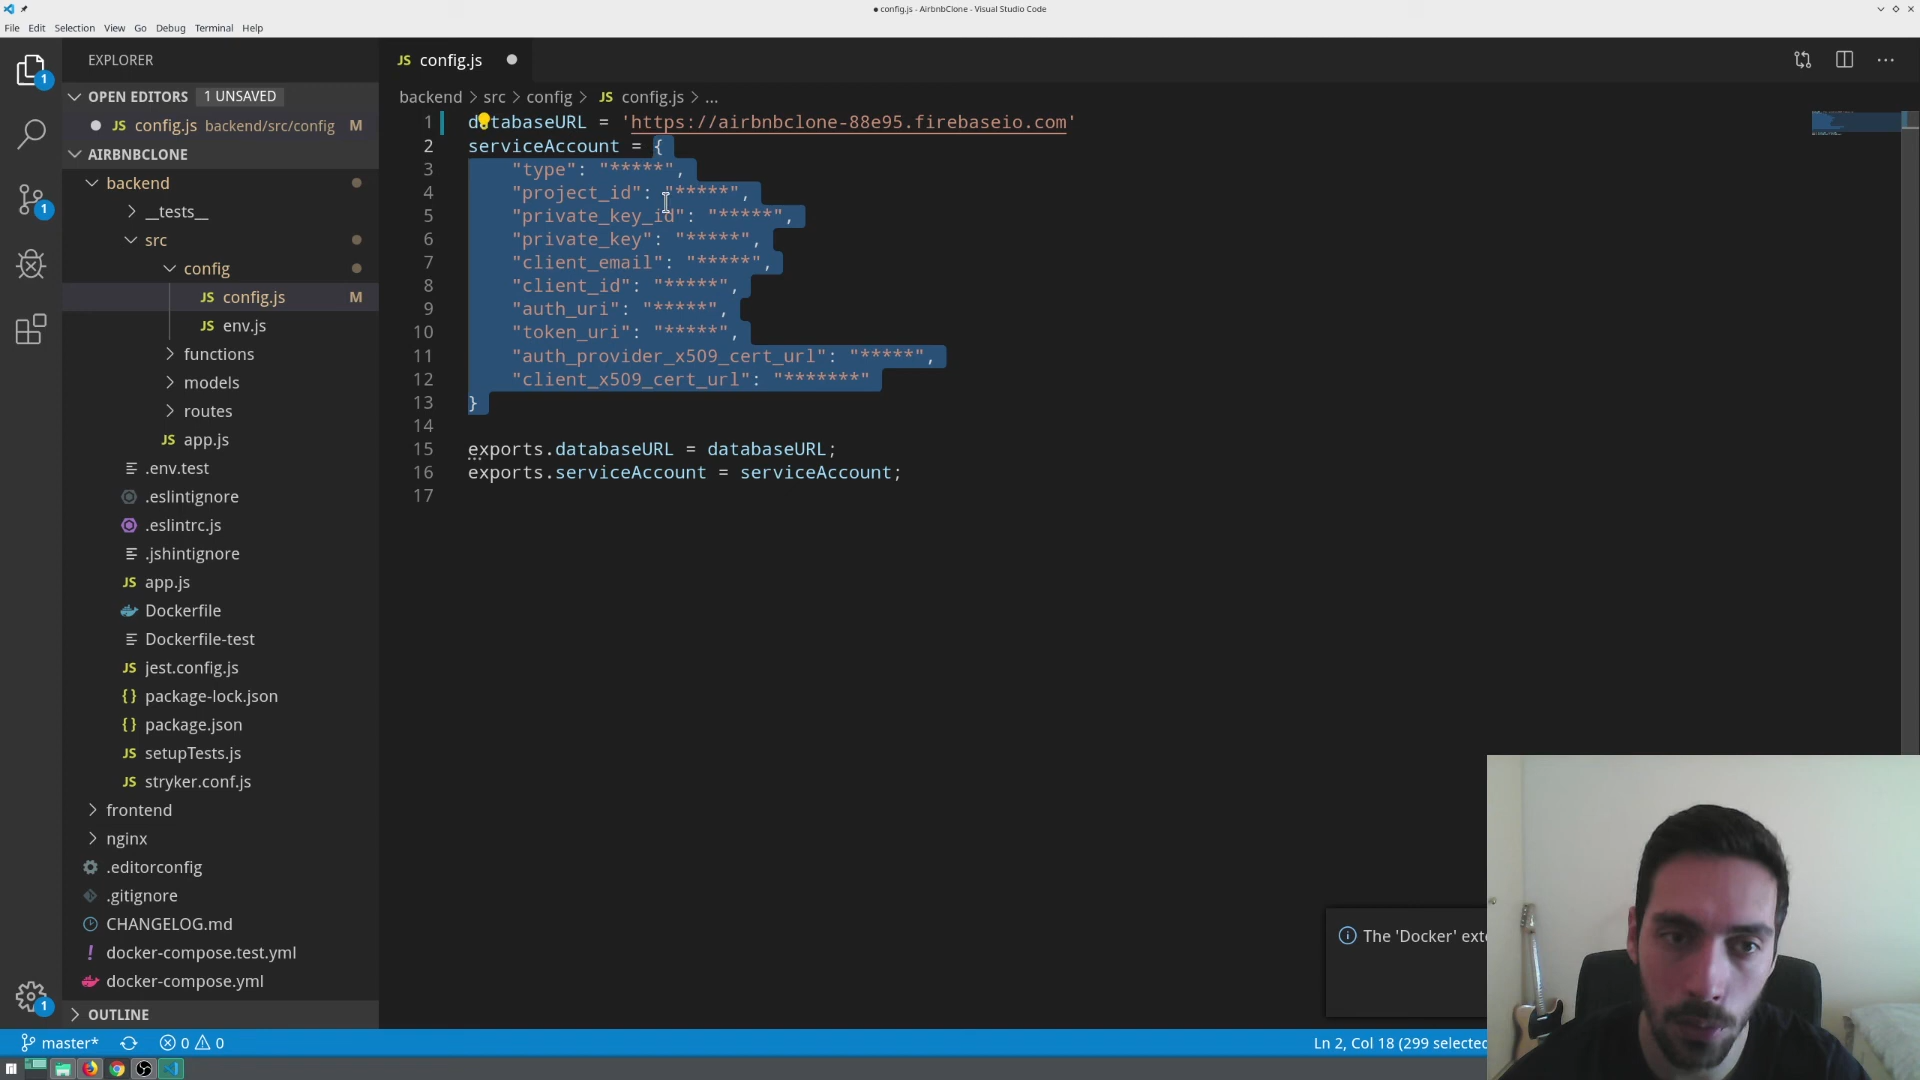 ● config.js - AirbnbClone - Visual Studio Code
File Edit Selection View Go Debug Terminal Help
EXPLORER
OPEN EDITORS 1 UNSAVED
JS config.js backend/src/config M
AIRBNBCLONE
backend
__tests__
src
config
JS config.js M
JS env.js
functions
models
routes
JS app.js
.env.test
.eslintignore
.eslintrc.js
.jshintignore
JS app.js
Dockerfile
Dockerfile-test
JS jest.config.js
{} package-lock.json
{} package.json
JS setupTests.js
JS stryker.conf.js
frontend
nginx
.editorconfig
.gitignore
CHANGELOG.md
! docker-compose.test.yml
docker-compose.yml
OUTLINE
1
1
1
JS config.js ●
backend > src > config > JS config.js > ...
1 databaseURL = 'https://airbnbclone-88e95.firebaseio.com'
2 serviceAccount = {
3 "type": "*****",
4 "project_id": "*****",
5 "private_key_id": "*****",
6 "private_key": "*****",
7 "client_email": "*****",
8 "client_id": "*****",
9 "auth_uri": "*****",
10 "token_uri": "*****",
11 "auth_provider_x509_cert_url": "*****",
12 "client_x509_cert_url": "*******"
13 }
14
15 exports.databaseURL = databaseURL;
16 exports.serviceAccount = serviceAccount;
17
The 'Docker' exte
master* 0 0 Ln 2, Col 18 (299 selected